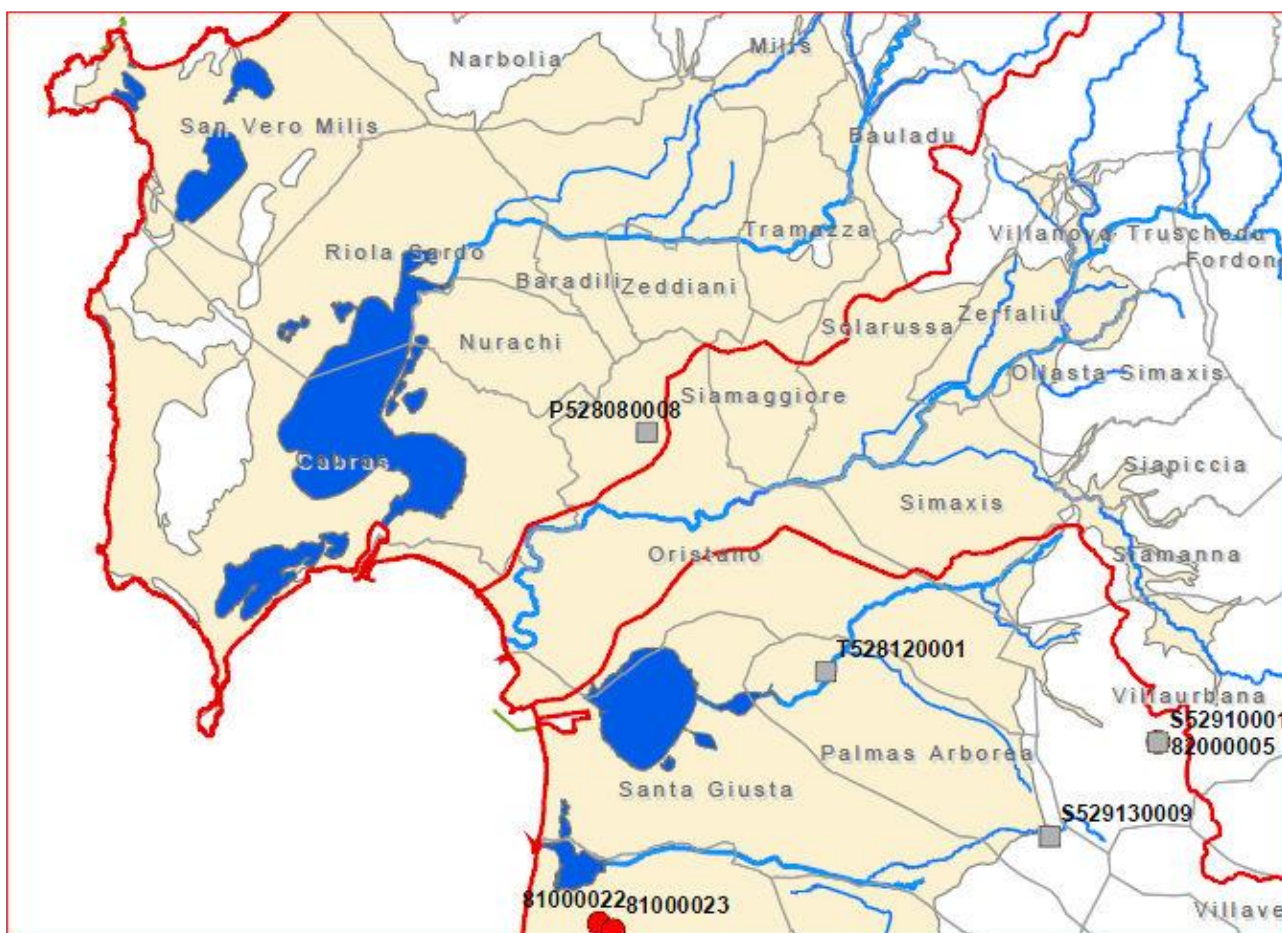 Narbolia
Milis
San Vero Milis
Bauladu
Tramazza
Villanova Truschedu
Riola Sardo
Fordon
Baradili
Zeddiani
Solarussa
Zerfaliu
Nurachi
Ollasta Simaxis
Siamaggiore
P528080008
Cabras
Siapiccia
Simaxis
Oristano
Siamanna
T528120001
Villaurbana
S52910001
82000005
Palmas Arborea
Santa Giusta
S529130009
81000022
81000023
Villave